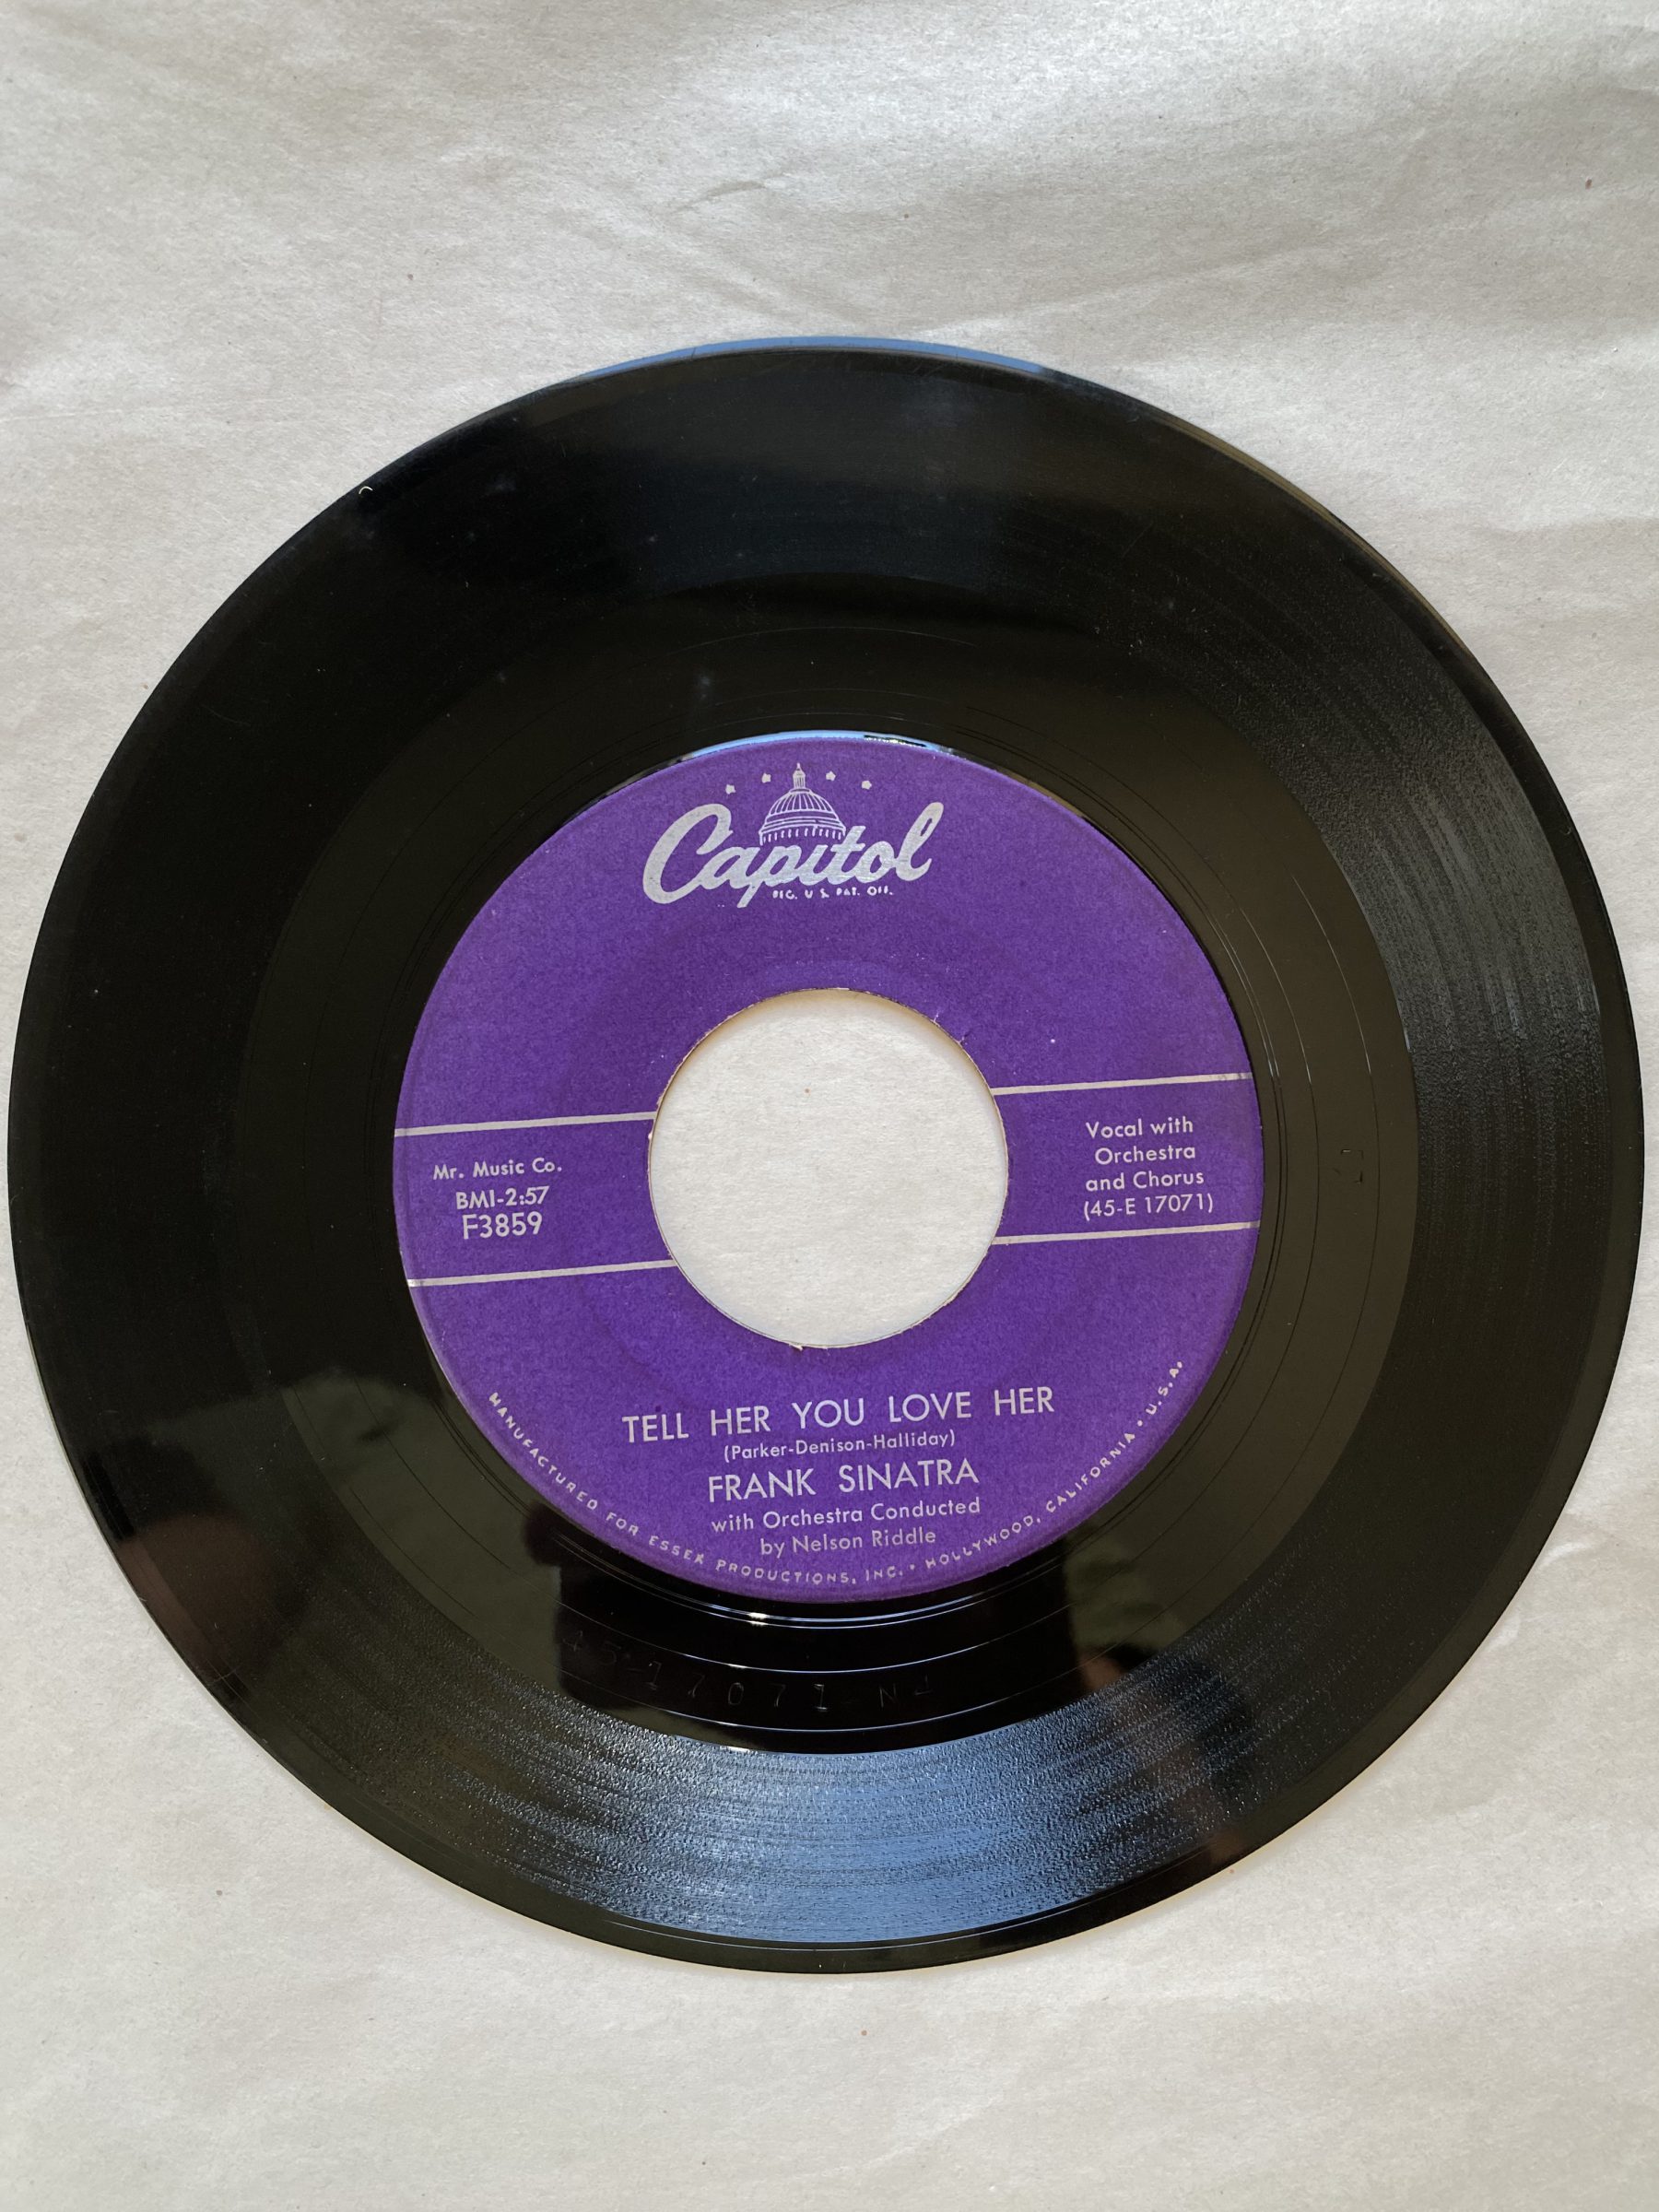 Capitol
REG. U.S. PAT. OFF.
Mr. Music Co.
BMI-2:57
F3859
Vocal with
Orchestra
and Chorus
(45-E 17071)
TELL HER YOU LOVE HER
(Parker-Denison-Halliday)
FRANK SINATRA
with Orchestra Conducted
by Nelson Riddle
MANUFACTURED FOR ESSEX PRODUCTIONS, INC. • HOLLYWOOD, CALIFORNIA • U.S.A.
45-17071